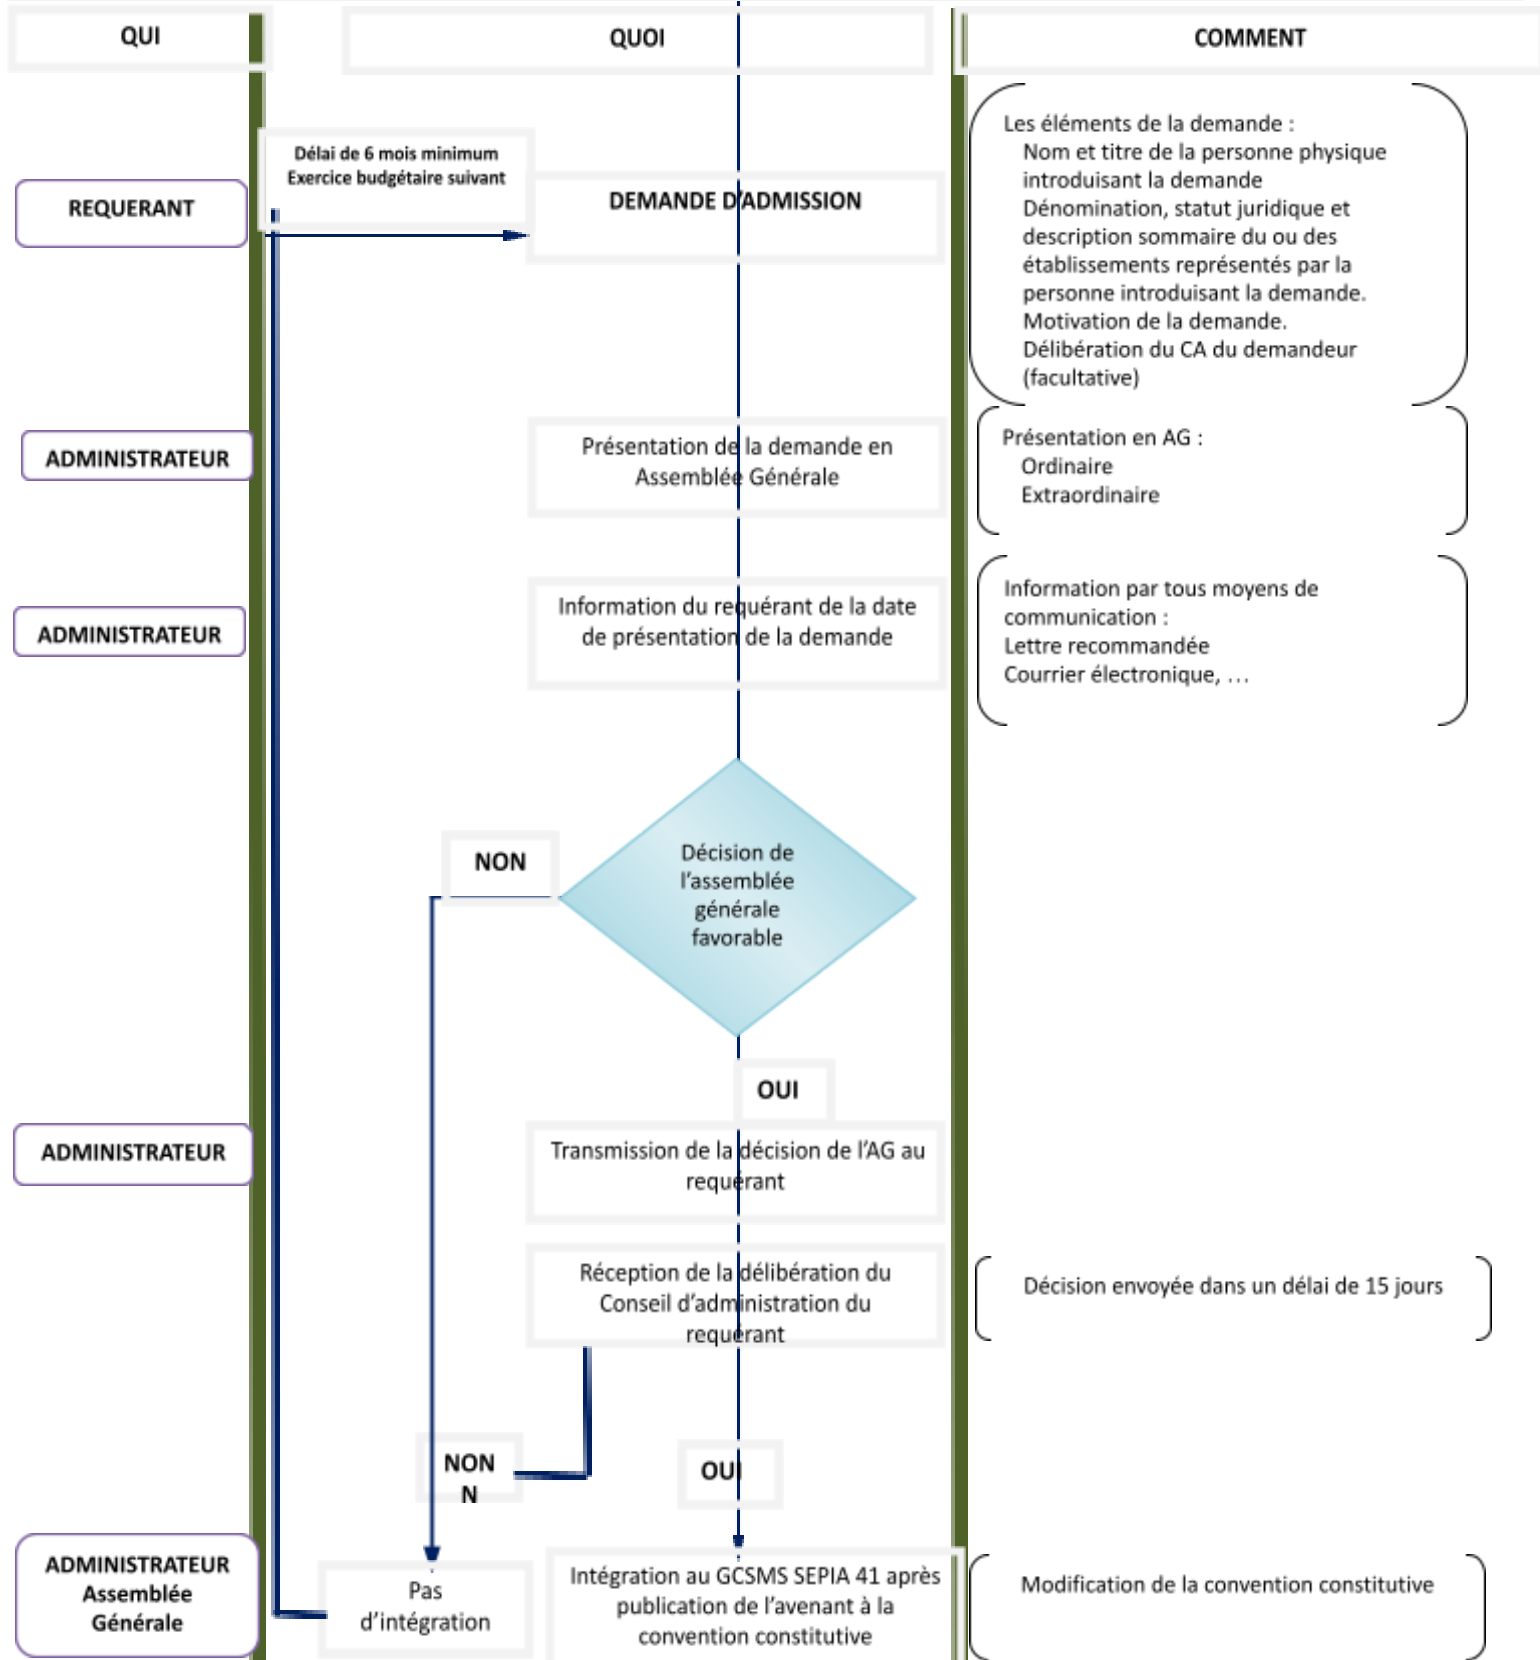 QUI
QUOI
COMMENT
Délai de 6 mois minimum
Exercice budgétaire suivant
REQUERANT
DEMANDE D’ADMISSION
Les éléments de la demande :
Nom et titre de la personne physique
introduisant la demande
Dénomination, statut juridique et
description sommaire du ou des
établissements représentés par la
personne introduisant la demande.
Motivation de la demande.
Délibération du CA du demandeur
(facultative)
ADMINISTRATEUR
Présentation de la demande en
Assemblée Générale
Présentation en AG :
Ordinaire
Extraordinaire
ADMINISTRATEUR
Information du requérant de la date
de présentation de la demande
Information par tous moyens de
communication :
Lettre recommandée
Courrier électronique, …
NON
Décision de
l’assemblée
générale
favorable
OUI
ADMINISTRATEUR
Transmission de la décision de l’AG au
requérant
Réception de la délibération du
Conseil d’administration du
requérant
Décision envoyée dans un délai de 15 jours
NON
N
OUI
ADMINISTRATEUR
Assemblée
Générale
Pas
d’intégration
Intégration au GCSMS SEPIA 41 après
publication de l’avenant à la
convention constitutive
Modification de la convention constitutive